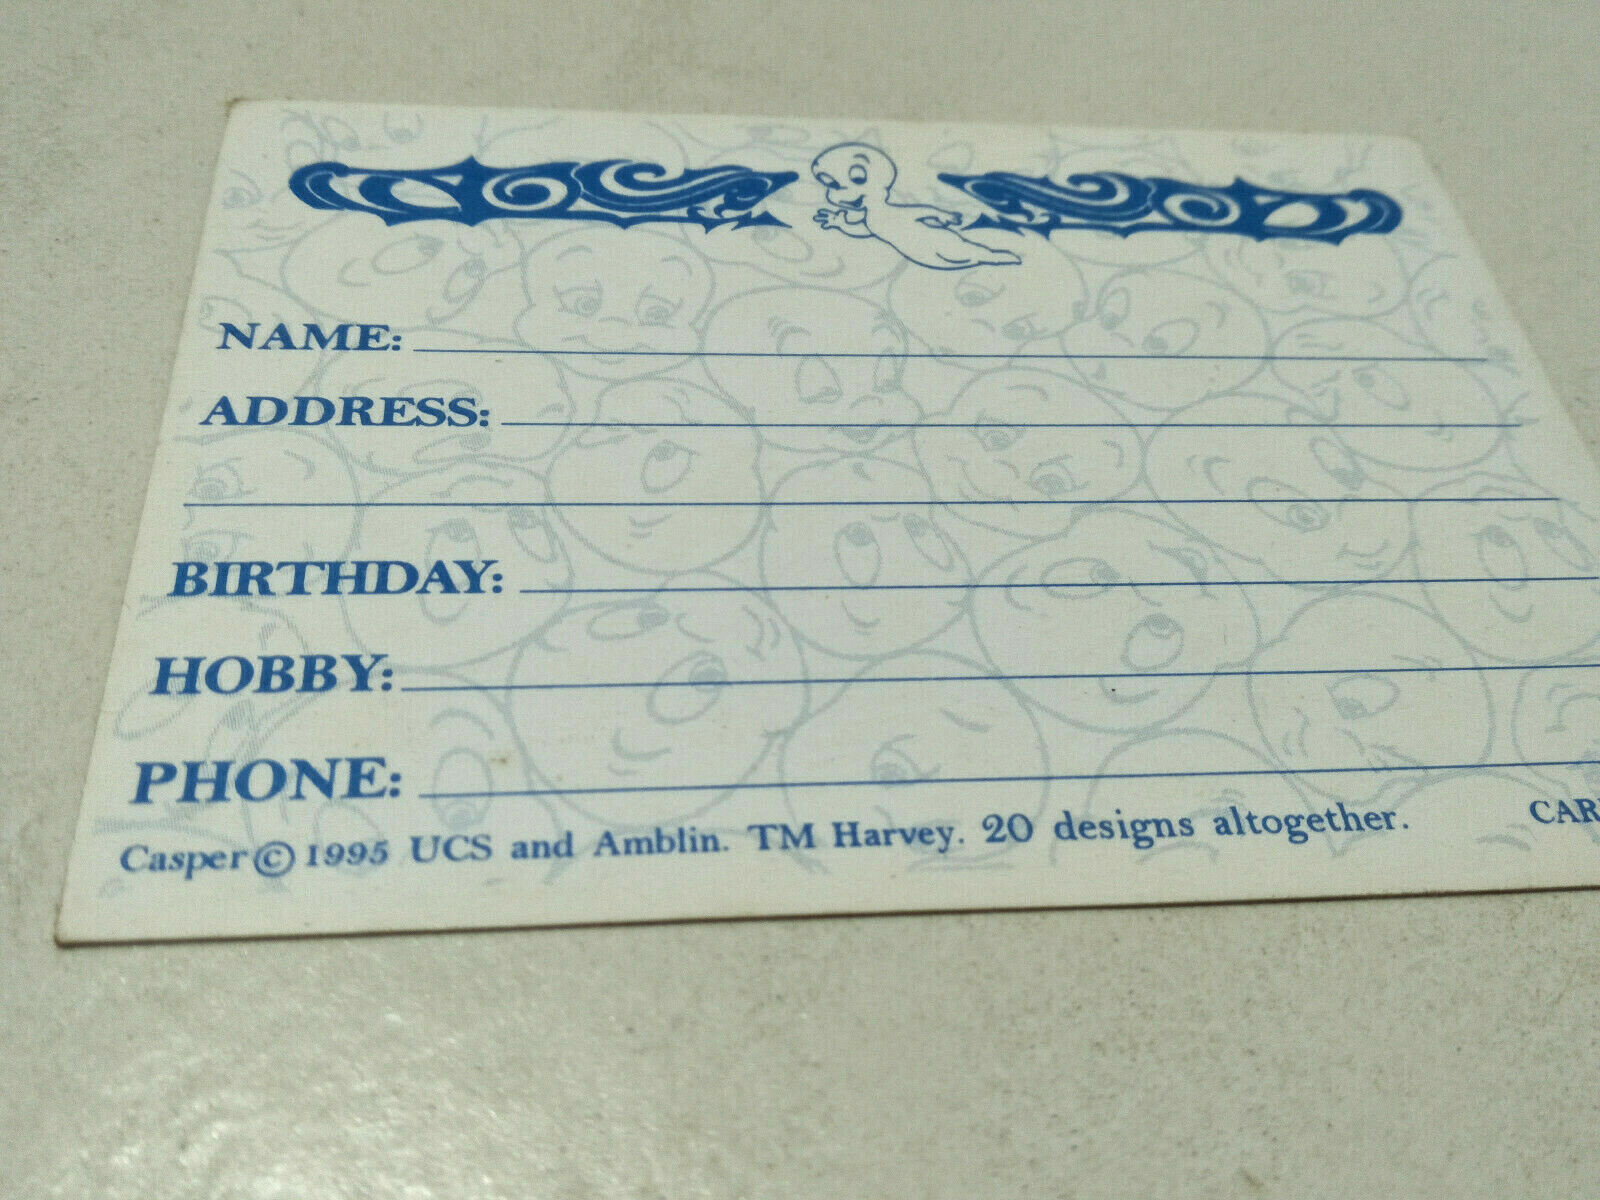 NAME:
ADDRESS:
BIRTHDAY:
HOBBY:
PHONE:
Casper © 1995 UCS and Amblin. TM Harvey. 20 designs altogether.